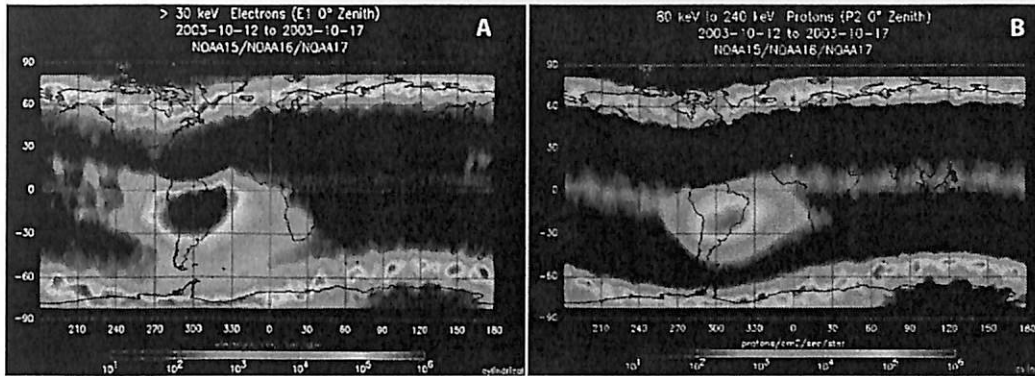 > 30 keV Electrons (E1 0° Zenith)
2003-10-12 to 2003-10-17
NOAA15/NOAA16/NOAA17
A
90
60
30
0
-30
-60
-90
210 240 270 300 330 0 30 60 90 120 150 180
10¹ 10² 10³ 10⁴ 10⁵ 10⁶
cylindrical
80 keV to 240 keV Protons (P2 0° Zenith)
2003-10-12 to 2003-10-17
NOAA15/NOAA16/NOAA17
B
90
60
30
0
-30
-60
-90
210 240 270 300 330 0 30 60 90 120 150 180
protons/cm2/sec/ster
10¹ 10² 10³ 10⁴ 10⁵ 10⁶